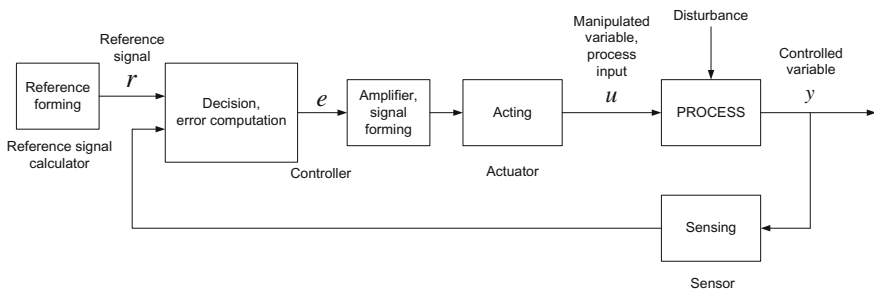 Disturbance
Manipulated
variable,
process
input
u
Controlled
variable
y
Reference
signal
r
Reference
forming
Reference signal
calculator
Decision,
error computation
e
Controller
Amplifier,
signal
forming
Acting
Actuator
PROCESS
Sensing
Sensor